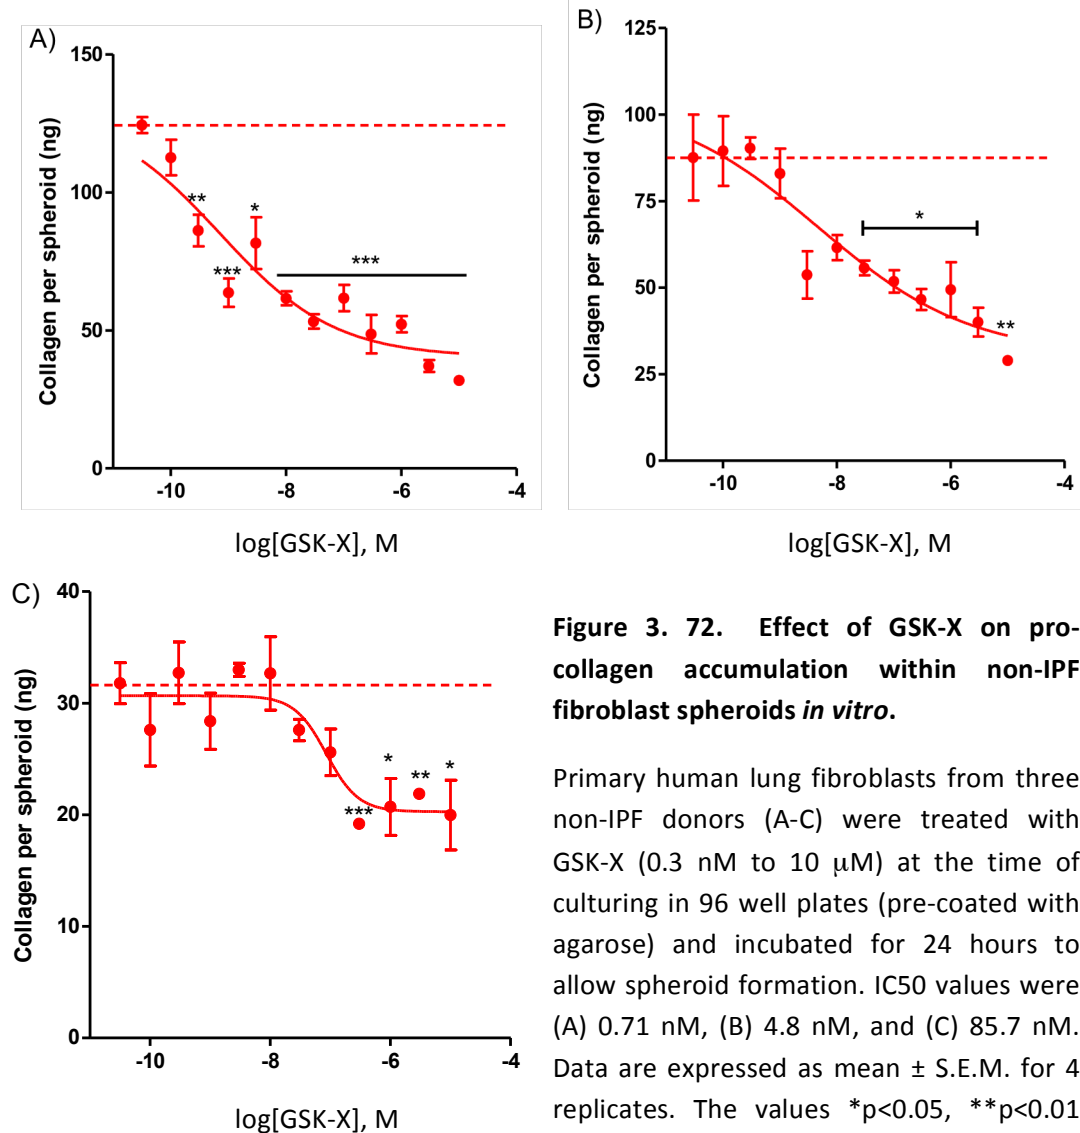 A)
150
100
50
0
Collagen per spheroid (ng)
**
***
*
***
-10 -8 -6 -4
log[GSK-X], M
B)
125
100
75
50
25
0
Collagen per spheroid (ng)
*
**
-10 -8 -6 -4
log[GSK-X], M
C)
40
30
20
10
0
Collagen per spheroid (ng)
***
*
**
*
-10 -8 -6 -4
log[GSK-X], M
Figure 3. 72. Effect of GSK-X on pro-
collagen accumulation within non-IPF
fibroblast spheroids in vitro.
Primary human lung fibroblasts from three
non-IPF donors (A-C) were treated with
GSK-X (0.3 nM to 10 μM) at the time of
culturing in 96 well plates (pre-coated with
agarose) and incubated for 24 hours to
allow spheroid formation. IC50 values were
(A) 0.71 nM, (B) 4.8 nM, and (C) 85.7 nM.
Data are expressed as mean ± S.E.M. for 4
replicates. The values *p<0.05, **p<0.01